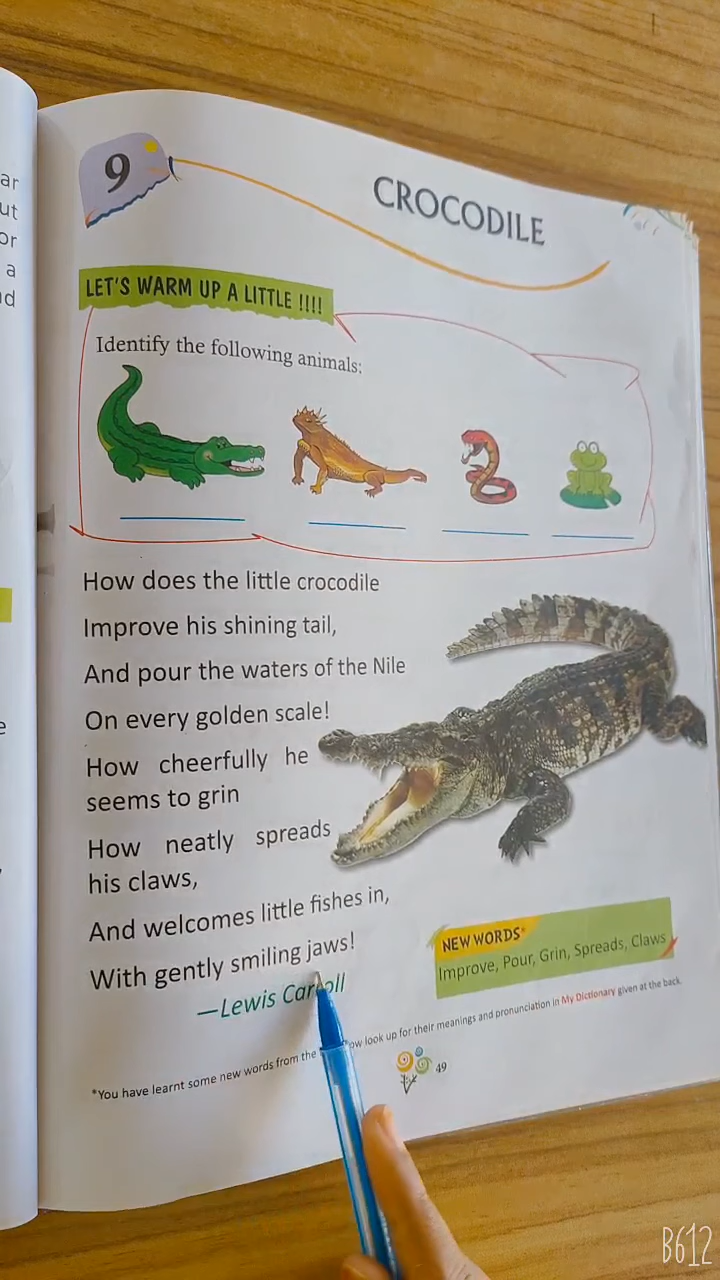 ar
ut
or
a
9
CROCODILE
LET'S WARM UP A LITTLE !!!!
Identify the following animals:
How does the little crocodile
Improve his shining tail,
And pour the waters of the Nile
On every golden scale!
How cheerfully he
seems to grin
How neatly spreads
his claws,
And welcomes little fishes in,
With gently smiling jaws!
—Lewis Carroll
NEW WORDS*
Improve, Pour, Grin, Spreads, Claws
*You have learnt some new words from the look up for their meanings and pronunciation in My Dictionary given at the back.
49
B612